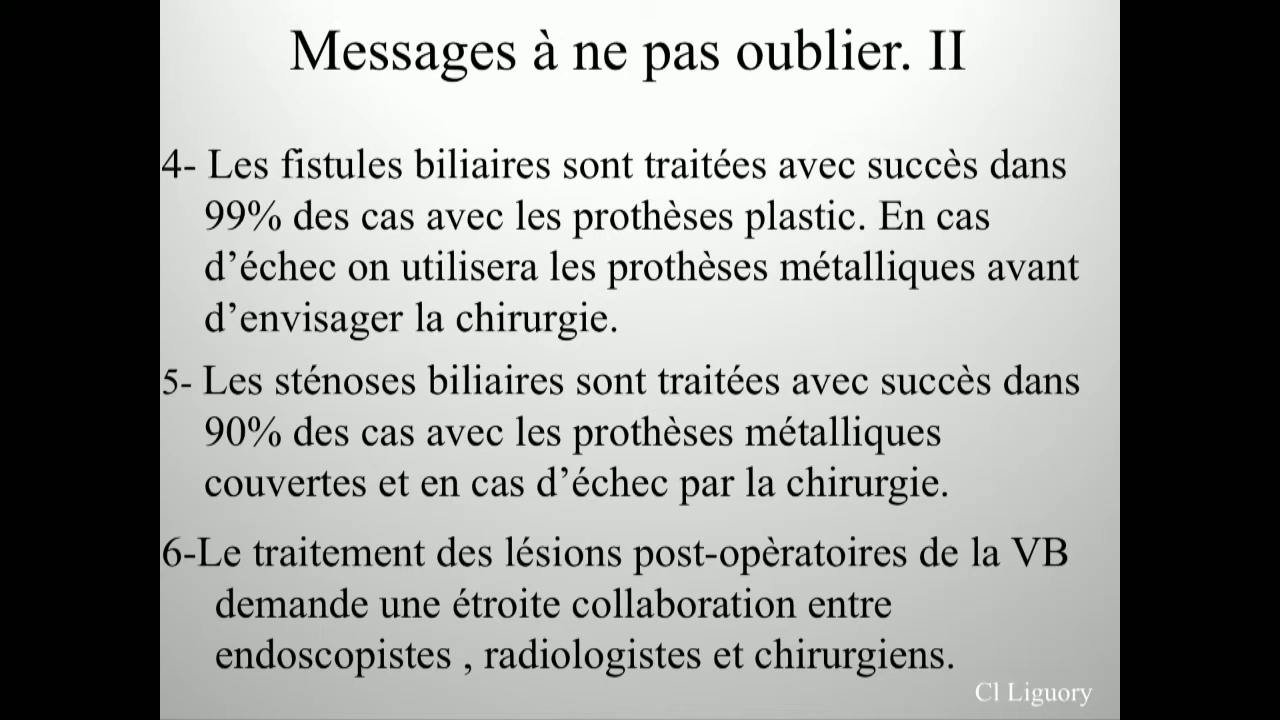 Messages à ne pas oublier. II
4- Les fistules biliaires sont traitées avec succès dans
99% des cas avec les prothèses plastic. En cas
d’échec on utilisera les prothèses métalliques avant
d’envisager la chirurgie.
5- Les sténoses biliaires sont traitées avec succès dans
90% des cas avec les prothèses métalliques
couvertes et en cas d’échec par la chirurgie.
6-Le traitement des lésions post-opèratoires de la VB
demande une étroite collaboration entre
endoscopistes , radiologistes et chirurgiens.
Cl Liguory